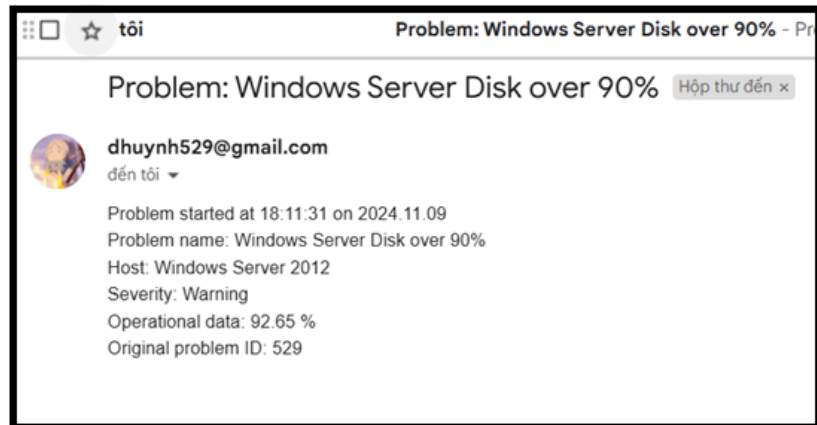 tôi Problem: Windows Server Disk over 90% - Pr
Problem: Windows Server Disk over 90% Hộp thư đến ×
dhuynh529@gmail.com
đến tôi
Problem started at 18:11:31 on 2024.11.09
Problem name: Windows Server Disk over 90%
Host: Windows Server 2012
Severity: Warning
Operational data: 92.65 %
Original problem ID: 529